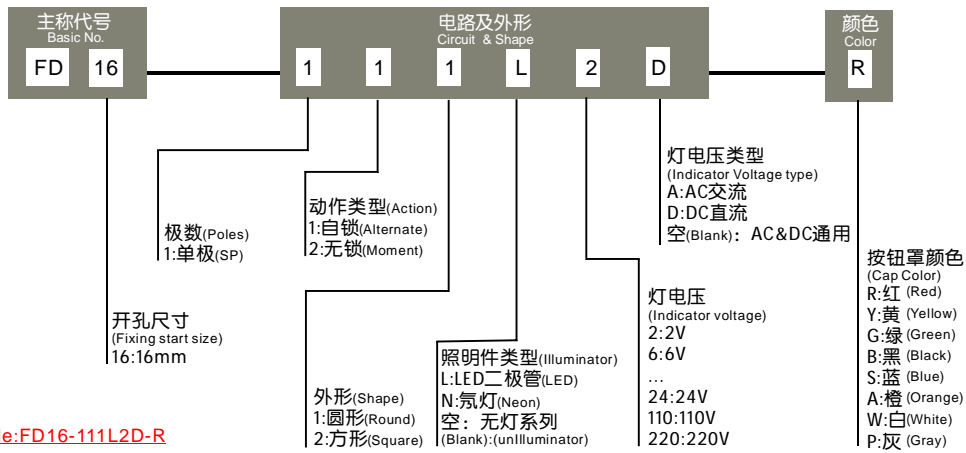 主称代号
Basic No.
FD 16
电路及外形
Circuit & Shape
1 1 1 L 2 D
颜色
Color
R
极数(Poles)
1:单极(SP)
开孔尺寸
(Fixing start size)
16:16mm
动作类型(Action)
1:自锁(Alternate)
2:无锁(Moment)
外形(Shape)
1:圆形(Round)
2:方形(Square)
照明件类型(Illuminator)
L:LED二极管(LED)
N:氖灯(Neon)
空：无灯系列
(Blank):(unIlluminator)
灯电压类型
(Indicator Voltage type)
A:AC交流
D:DC直流
空(Blank)：AC&DC通用
灯电压
(Indicator voltage)
2:2V
6:6V
...
24:24V
110:110V
220:220V
按钮罩颜色
(Cap Color)
R:红 (Red)
Y:黄 (Yellow)
G:绿 (Green)
B:黑 (Black)
S:蓝 (Blue)
A:橙 (Orange)
W:白(White)
P:灰 (Gray)
e:FD16-111L2D-R